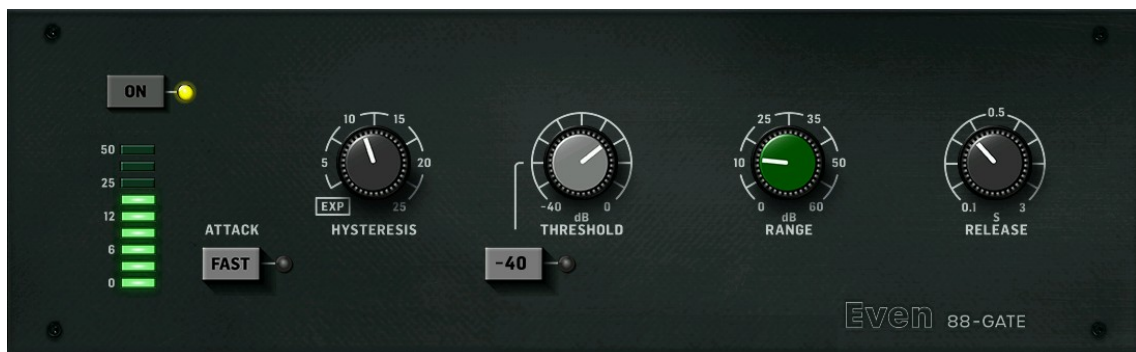 ON
50
25
12
6
0
ATTACK
FAST
5
10
15
20
25
EXP
HYSTERESIS
-40
0
dB
THRESHOLD
-40
0
10
25
35
50
60
dB
RANGE
0.1
0.5
3
S
RELEASE
Even 88-GATE